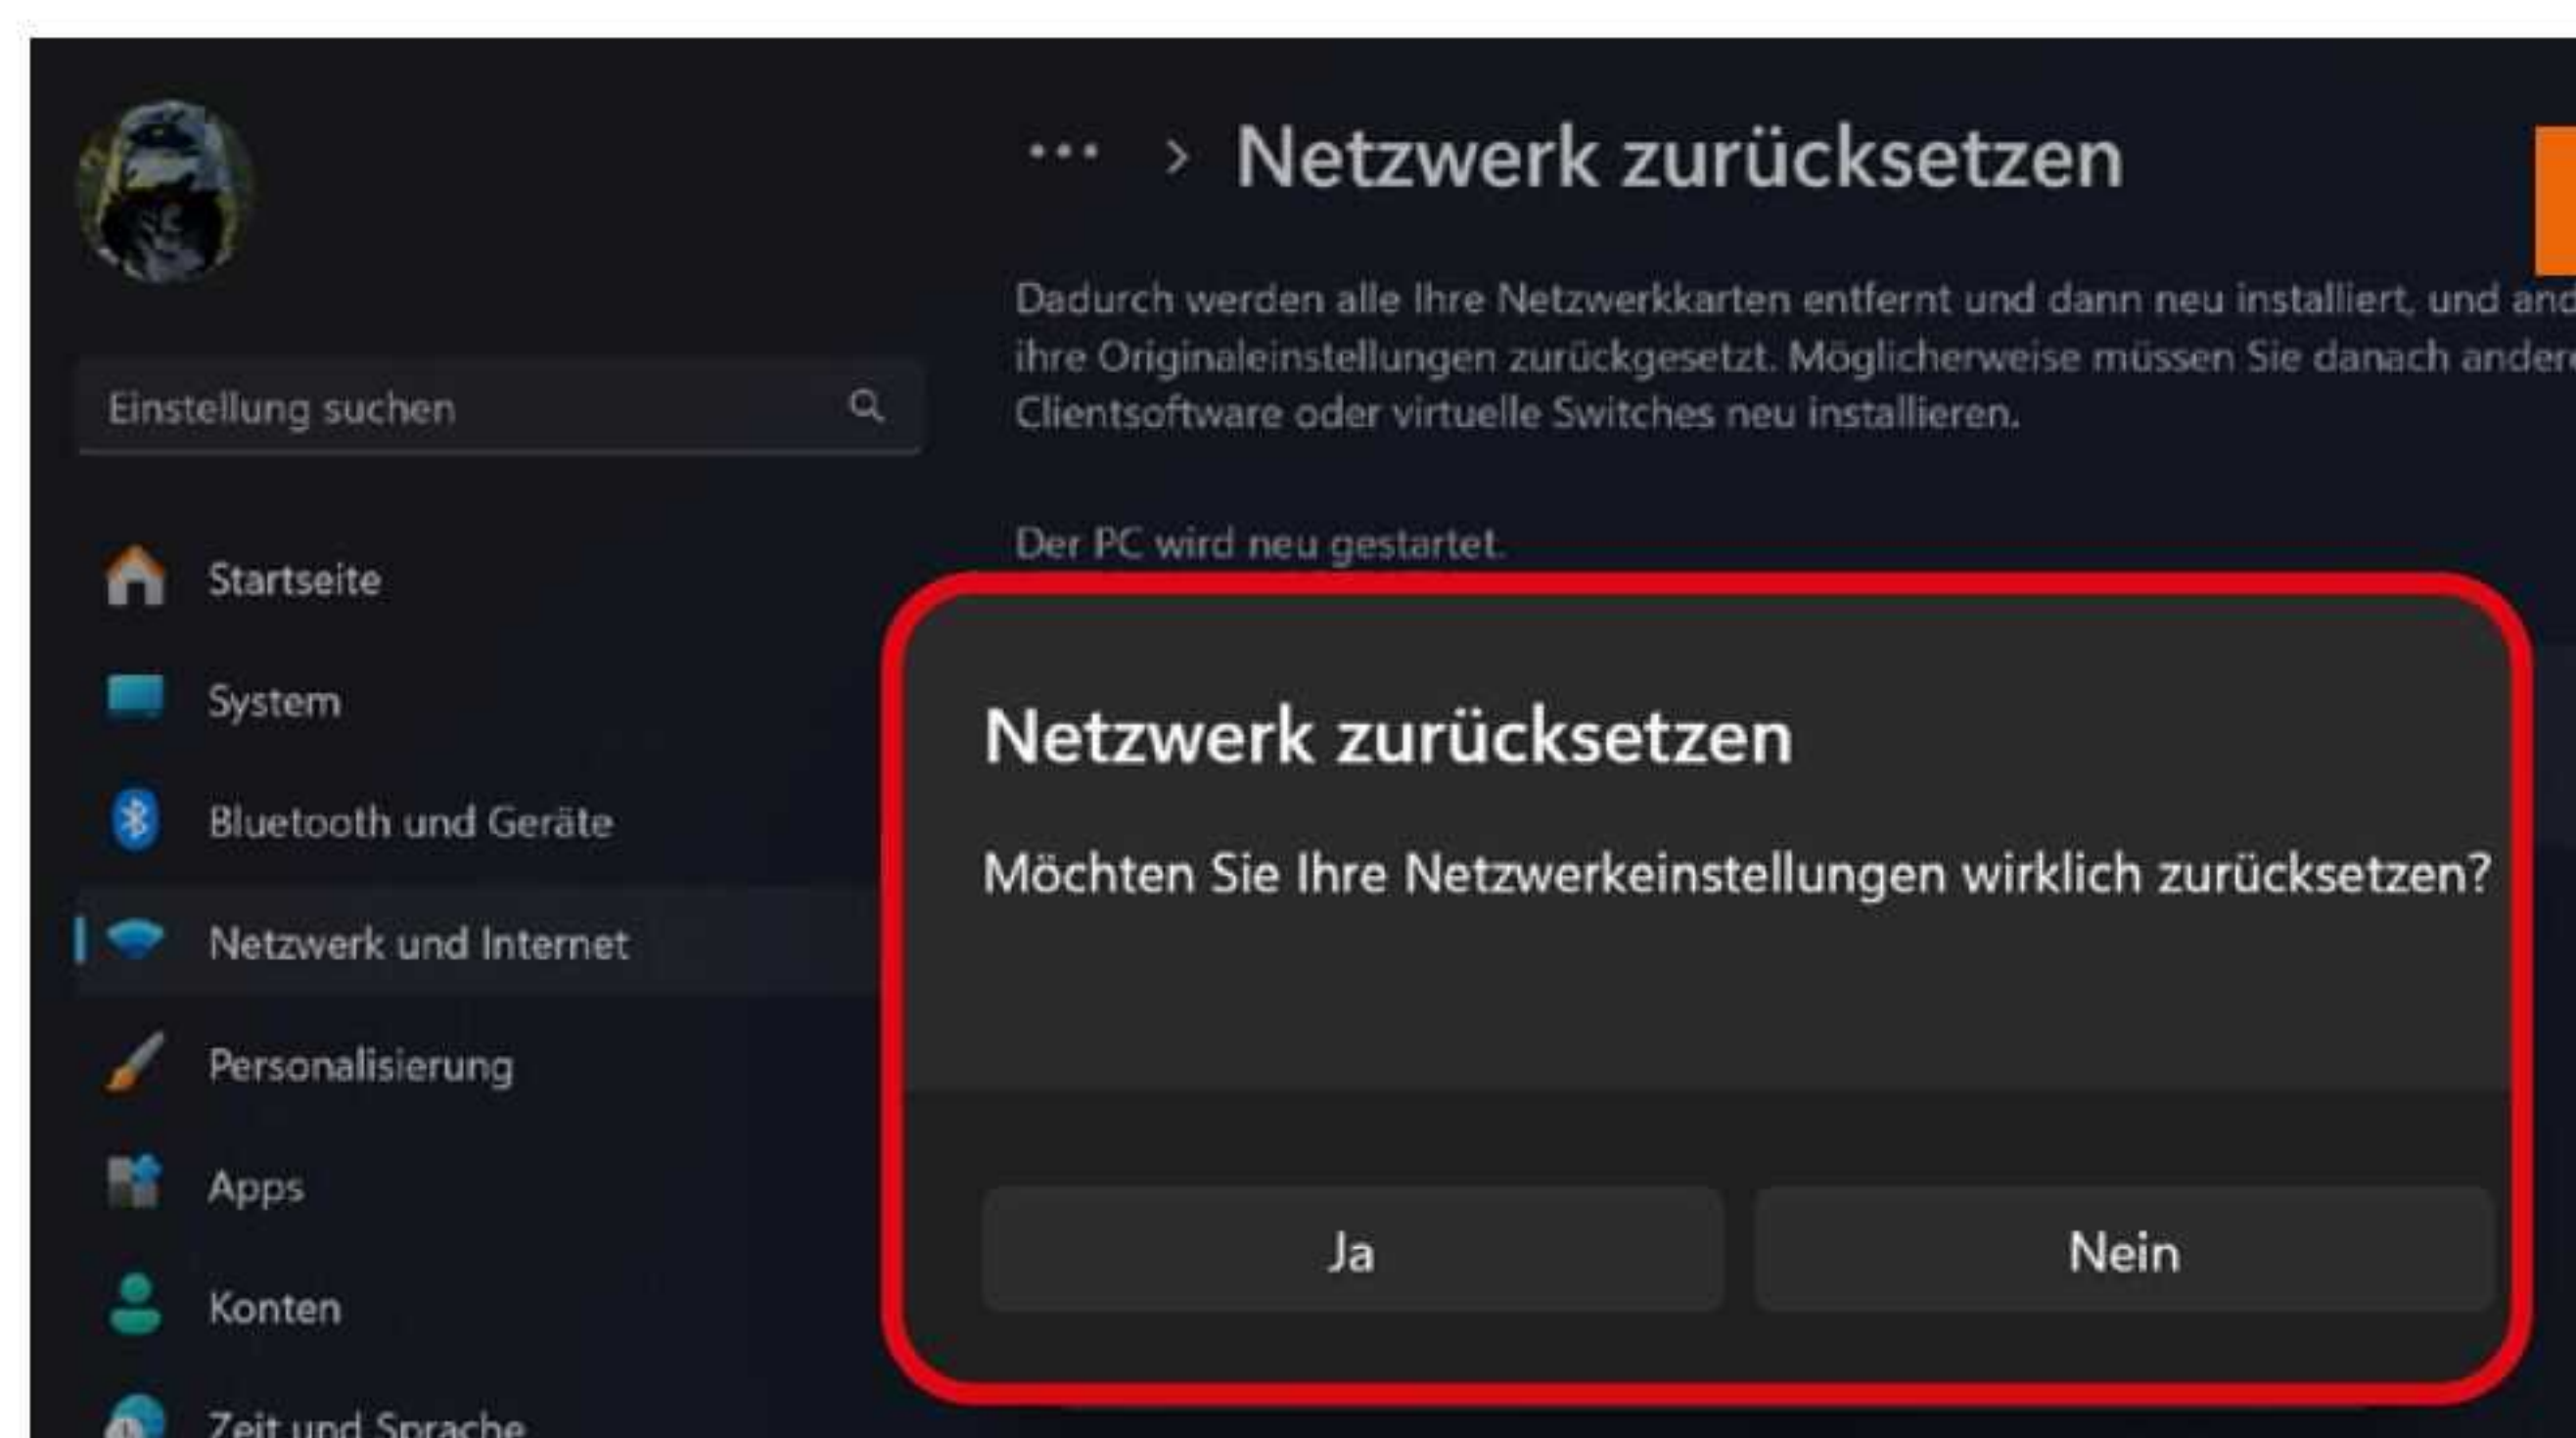 ... > Netzwerk zurücksetzen
Dadurch werden alle Ihre Netzwerkkarten entfernt und dann neu installiert, und
ihre Originaleinstellungen zurückgesetzt. Möglicherweise müssen Sie danach
Clientsoftware oder virtuelle Switches neu installieren.
Der PC wird neu gestartet.
Einstellung suchen
Startseite
System
Bluetooth und Geräte
Netzwerk und Internet
Personalisierung
Apps
Konten
Zeit und Sprache
Netzwerk zurücksetzen
Möchten Sie Ihre Netzwerkeinstellungen wirklich zurücksetzen?
Ja
Nein